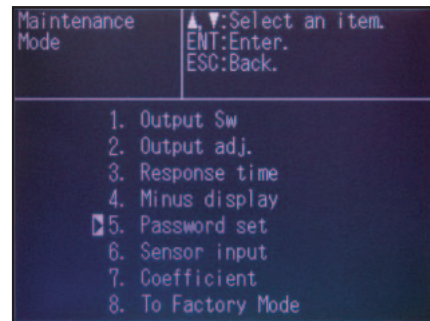 Maintenance
Mode
▲,▼:Select an item.
ENT:Enter.
ESC:Back.
1. Output Sw
2. Output adj.
3. Response time
4. Minus display
5. Password set
6. Sensor input
7. Coefficient
8. To Factory Mode